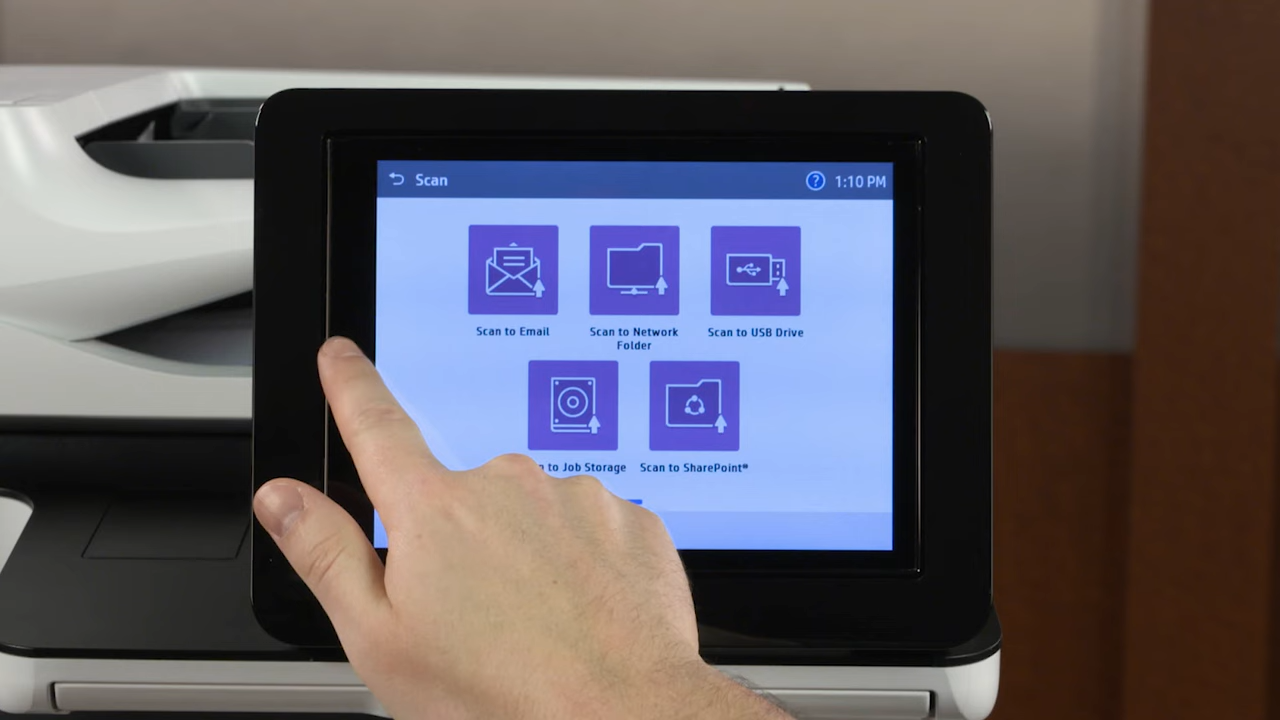 Scan
? 1:10 PM
Scan to Email
Scan to Network
Folder
Scan to USB Drive
to Job Storage
Scan to SharePoint®